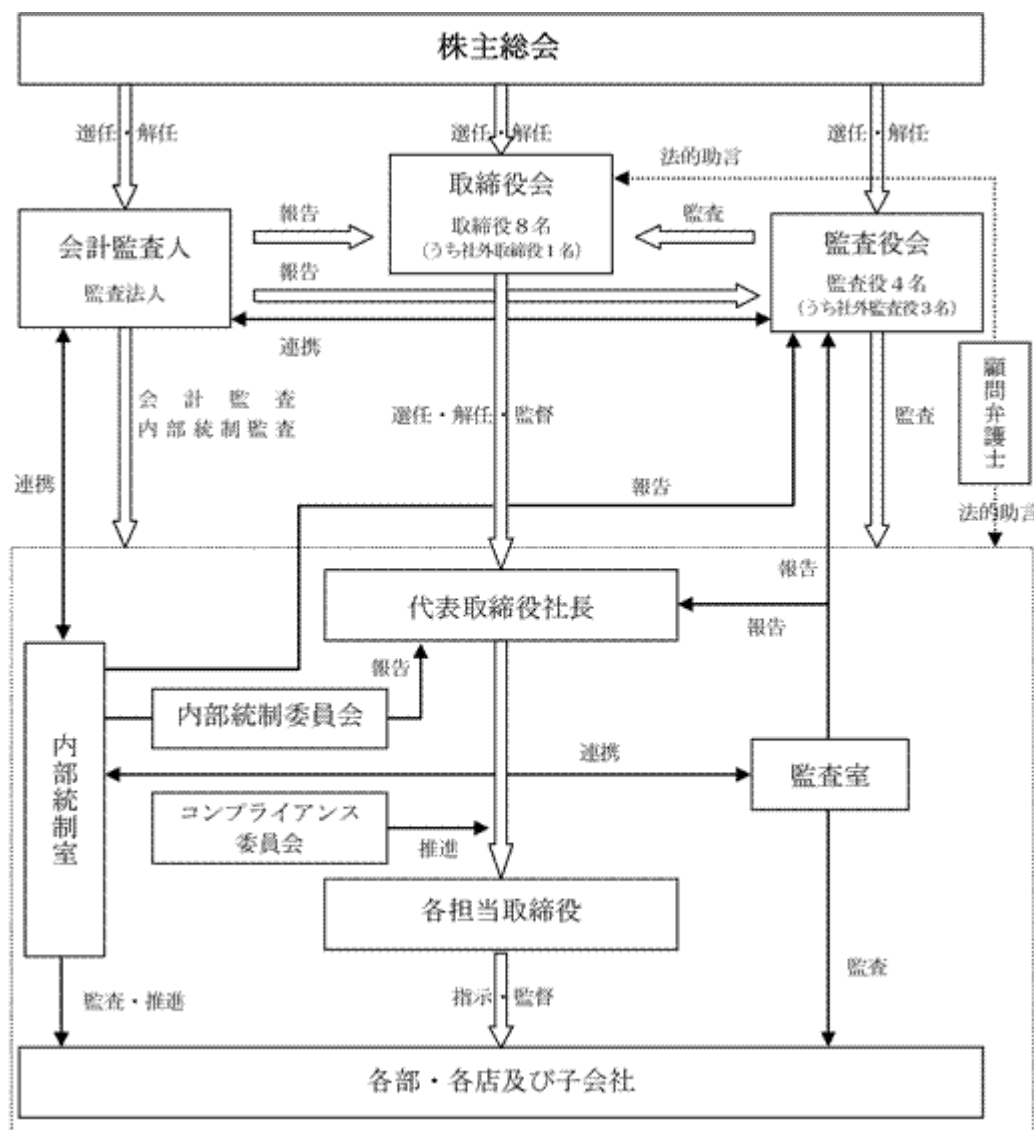 株主総会
選任・解任
選任・解任
選任・解任
法的助言
取締役会
取締役8名
（うち社外取締役1名）
報告
監査
会計監査人
監査法人
監査役会
監査役4名
（うち社外監査役3名）
報告
連携
顧問弁護士
会計監査
内部統制監査
選任・解任・監督
監査
連携
報告
法的助言
報告
代表取締役社長
報告
報告
内部統制室
内部統制委員会
連携
監査室
コンプライアンス
委員会
推進
各担当取締役
監査
監査・推進
指示・監督
各部・各店及び子会社